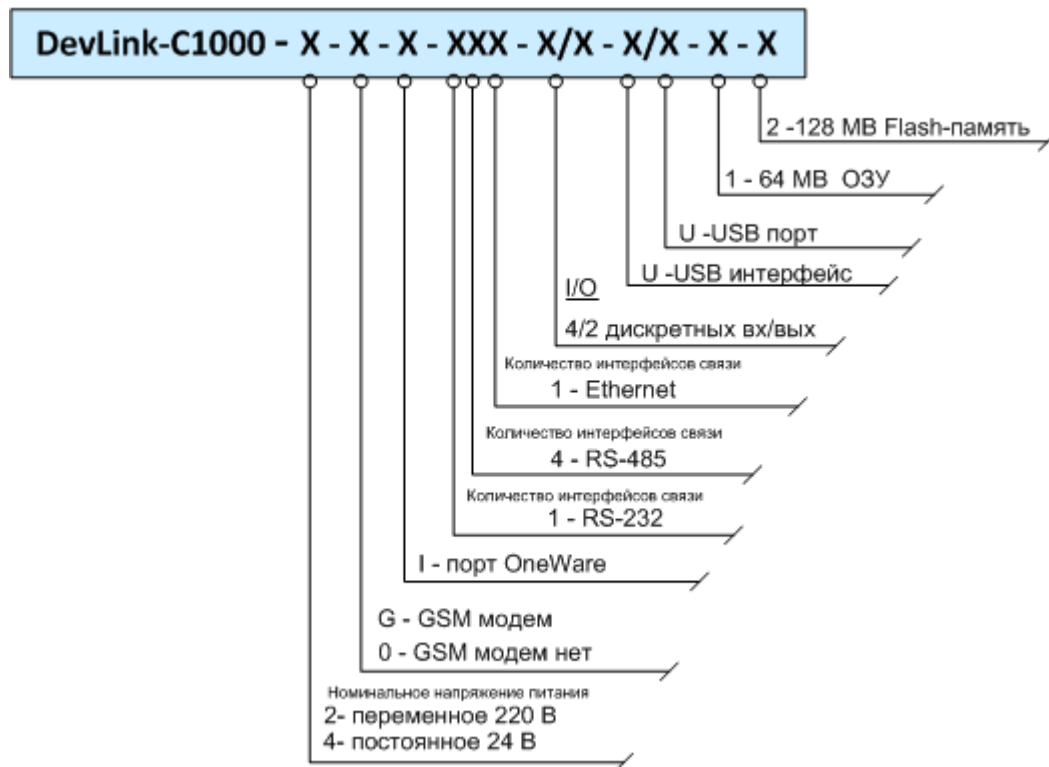 DevLink-C1000 - X - X - X - XXX - X/X - X/X - X - X
2 -128 MB Flash-память
1 - 64 MB ОЗУ
U -USB порт
U -USB интерфейс
I/O
4/2 дискретных вх/вых
Количество интерфейсов связи
1 - Ethernet
Количество интерфейсов связи
4 - RS-485
Количество интерфейсов связи
1 - RS-232
I - порт OneWare
G - GSM модем
0 - GSM модем нет
Номинальное напряжение питания
2- переменное 220 В
4- постоянное 24 В